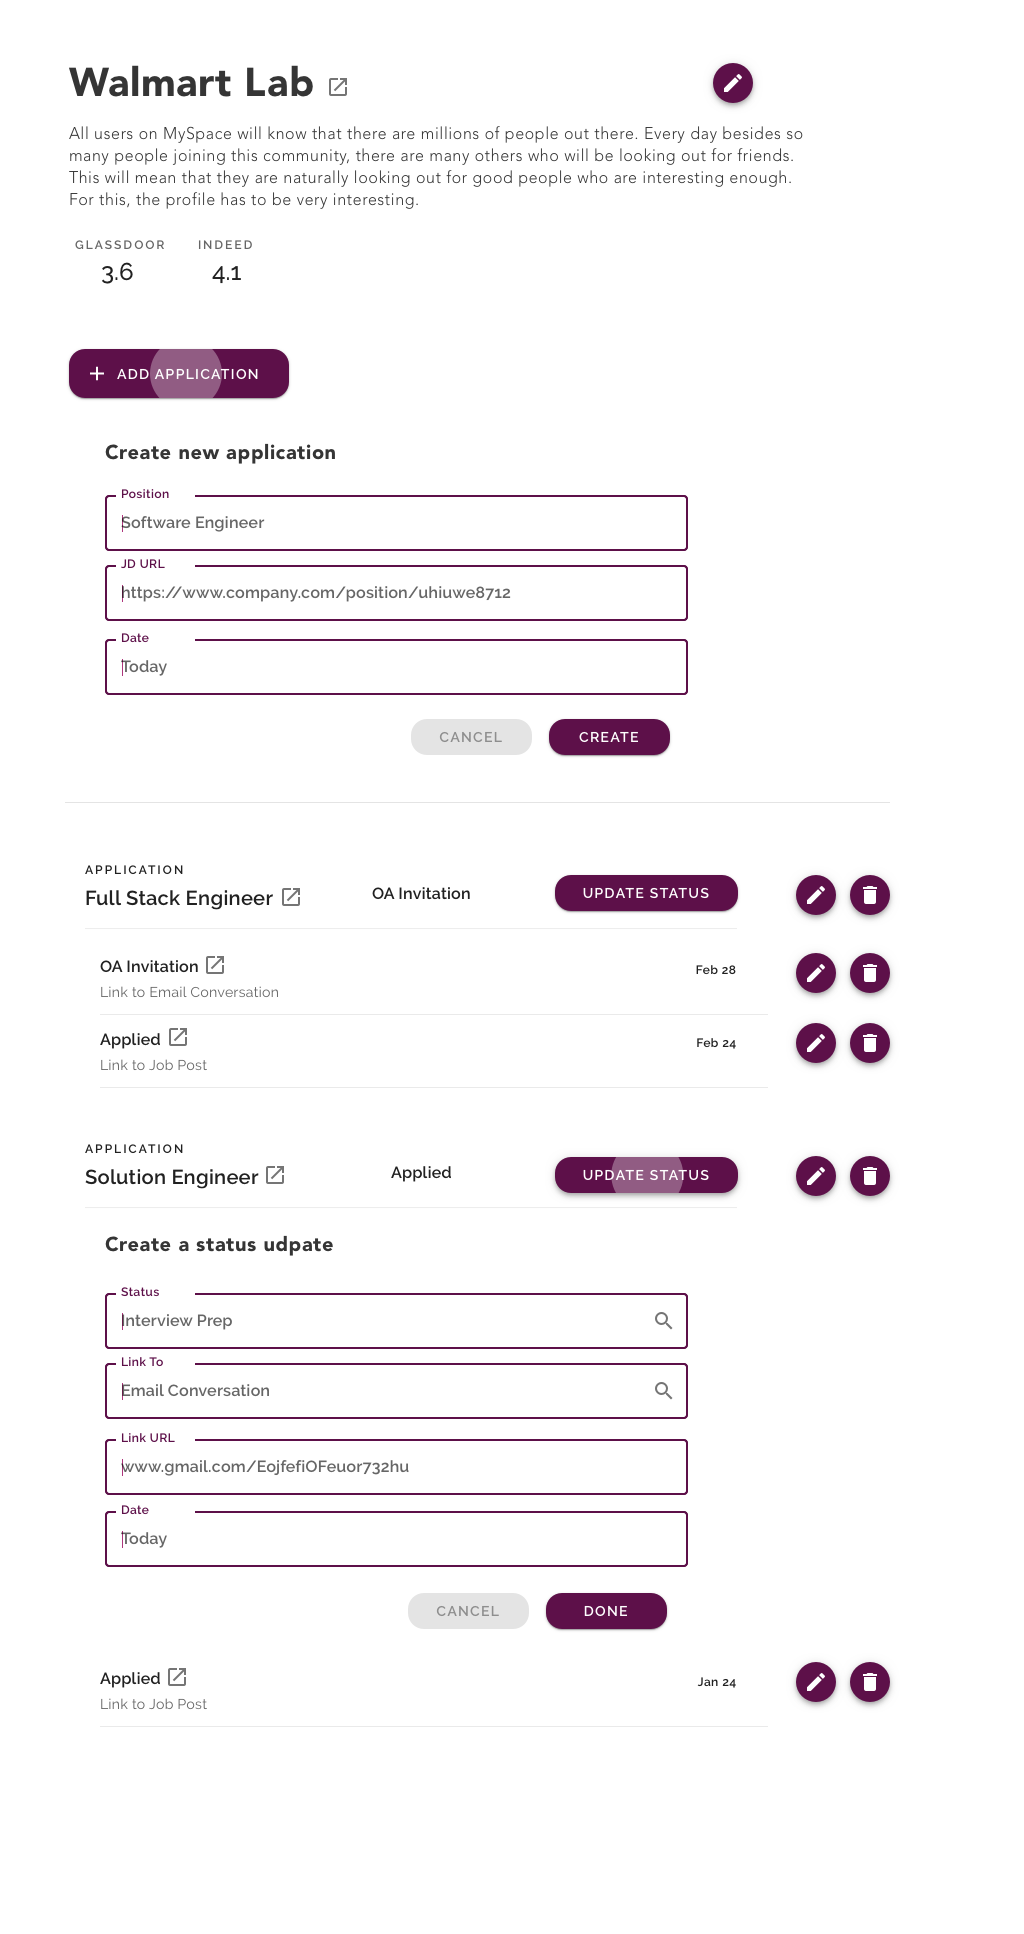 Walmart Lab
All users on MySpace will know that there are millions of people out there. Every day besides so
many people joining this community, there are many others who will be looking out for friends.
This will mean that they are naturally looking out for good people who are interesting enough.
For this, the profile has to be very interesting.
GLASSDOOR INDEED
3.6 4.1
ADD APPLICATION
Create new application
Position
Software Engineer
JD URL
https://www.company.com/position/uhiuwe8712
Date
Today
CANCEL CREATE
APPLICATION
Full Stack Engineer OA Invitation UPDATE STATUS
OA Invitation Feb 28
Link to Email Conversation
Applied Feb 24
Link to Job Post
APPLICATION
Solution Engineer Applied UPDATE STATUS
Create a status udpate
Status
Interview Prep
Link To
Email Conversation
Link URL
www.gmail.com/EojfefiOFeuor732hu
Date
Today
CANCEL DONE
Applied Jan 24
Link to Job Post